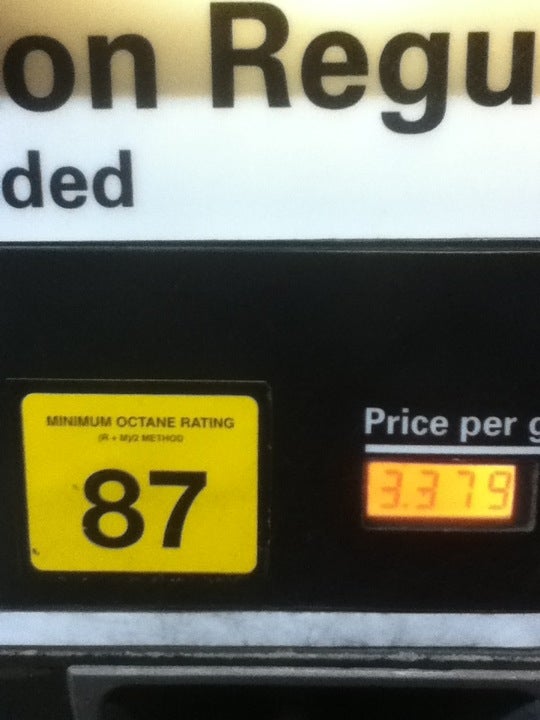 on Regu
ded
MINIMUM OCTANE RATING
(R + M)/2 METHOD
87
Price per g
3.379